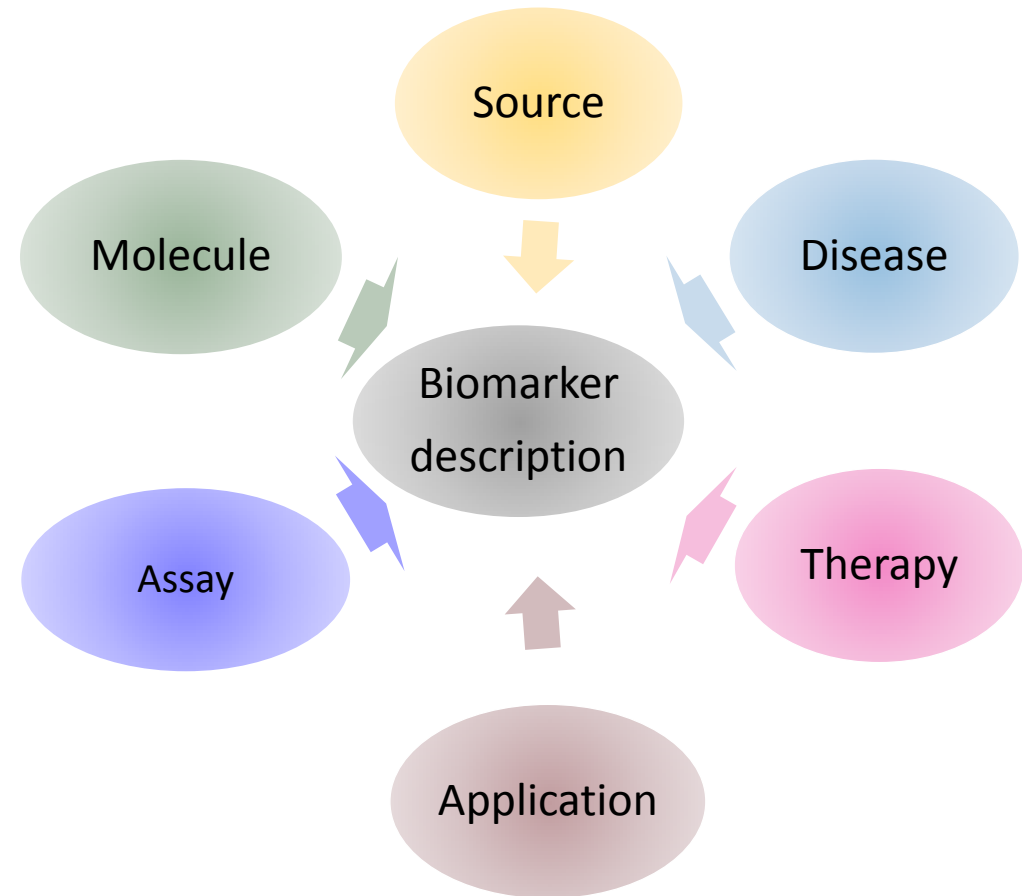 Source
Molecule
Disease
Biomarker
description
Assay
Therapy
Application